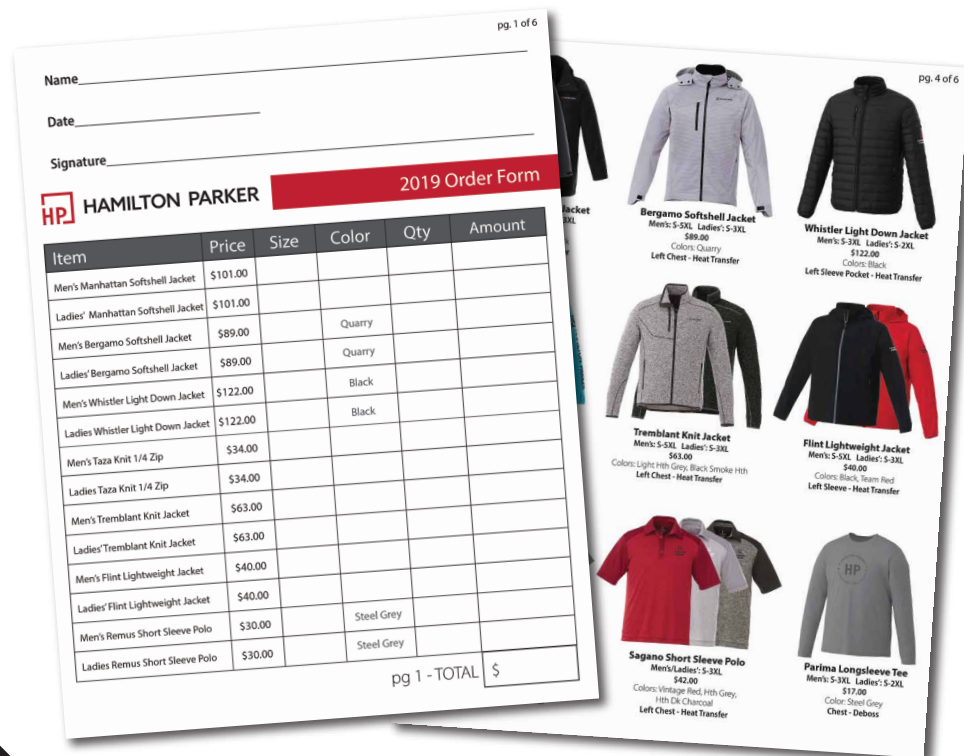 pg. 1 of 6
Name
Date
Signature
HP HAMILTON PARKER
2019 Order Form
Item Price Size Color Qty Amount
Men's Manhattan Softshell Jacket $101.00
Ladies' Manhattan Softshell Jacket $101.00
Men's Bergamo Softshell Jacket $89.00 Quarry
Ladies' Bergamo Softshell Jacket $89.00 Quarry
Men's Whistler Light Down Jacket $122.00 Black
Ladies Whistler Light Down Jacket $122.00 Black
Men's Taza Knit 1/4 Zip $34.00
Ladies Taza Knit 1/4 Zip $34.00
Men's Tremblant Knit Jacket $63.00
Ladies' Tremblant Knit Jacket $63.00
Men's Flint Lightweight Jacket $40.00
Ladies' Flint Lightweight Jacket $40.00
Men's Remus Short Sleeve Polo $30.00 Steel Grey
Ladies Remus Short Sleeve Polo $30.00 Steel Grey
pg 1 - TOTAL $
pg. 4 of 6
Jacket
3XL
Bergamo Softshell Jacket
Men's: S-5XL Ladies': S-3XL
$89.00
Colors: Quarry
Left Chest - Heat Transfer
Whistler Light Down Jacket
Men's: S-3XL Ladies': S-2XL
$122.00
Colors: Black
Left Sleeve Pocket - Heat Transfer
Tremblant Knit Jacket
Men's: S-5XL Ladies': S-3XL
$63.00
Colors: Light Hth Grey, Black Smoke Hth
Left Chest - Heat Transfer
Flint Lightweight Jacket
Men's: S-5XL Ladies': S-3XL
$40.00
Colors: Black, Team Red
Left Sleeve - Heat Transfer
Sagano Short Sleeve Polo
Men's/Ladies': S-3XL
$42.00
Colors: Vintage Red, Hth Grey,
Hth Dk Charcoal
Left Chest - Heat Transfer
HP
Parima Longsleeve Tee
Men's: S-3XL Ladies': S-2XL
$17.00
Color: Steel Grey
Chest - Deboss